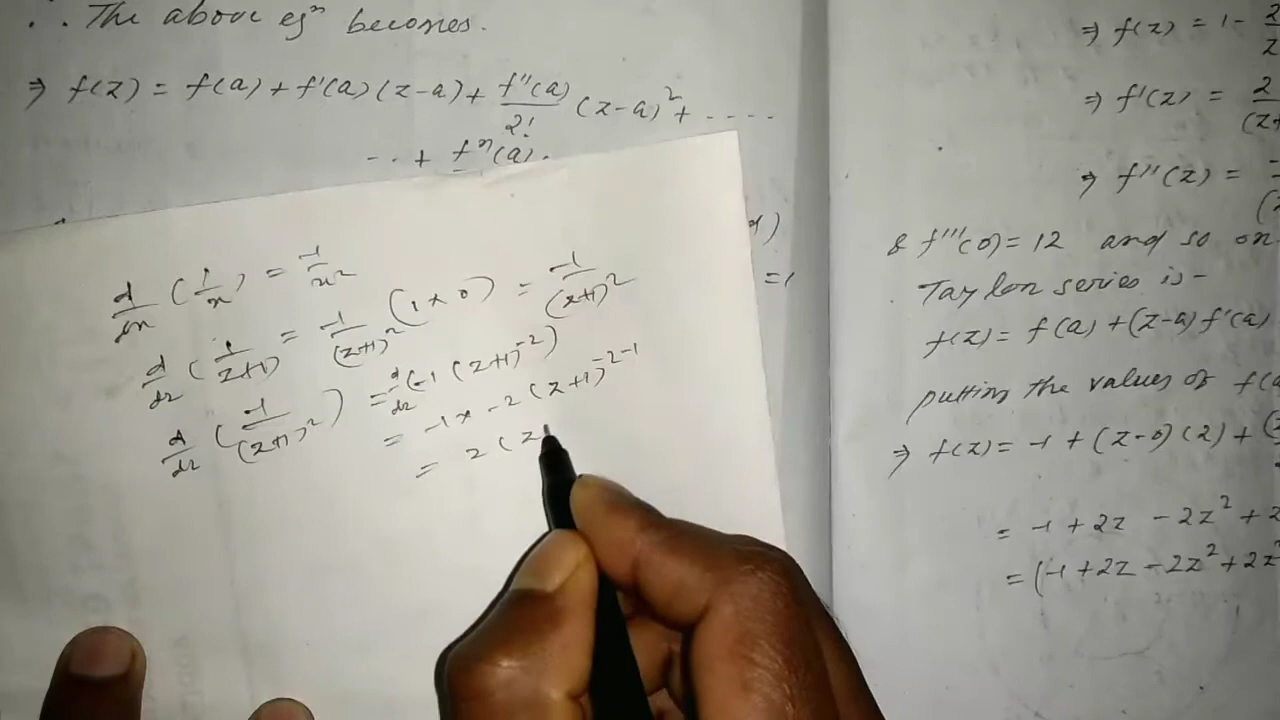 ∴ The above eqⁿ becomes.
⇒ f(z) = f(a) + f'(a) (z-a) + f''(a)/2! (z-a)² + ----
-- + fⁿ(a)
d/dx (1/x) = -1/x²
d/dz (1/z+1) = -1/(z+1)² (1+0) = -1/(z+1)²
d/dz (-1/(z+1)²) = d/dz (-1 (z+1)⁻²)
= -1 x -2 (z+1)⁻²⁻¹
= 2 (z
=1
⇒ f(z) = 1 - 2/z
⇒ f'(z) = 2/(z+
⇒ f''(z) =
& f'''(0) = 12 and so on
Taylor series is -
f(z) = f(a) + (z-a) f'(a)
putting the values of f(a
⇒ f(z) = -1 + (z-0) (2) + (z
= -1 + 2z - 2z² + 2
= (-1 + 2z - 2z² + 2z